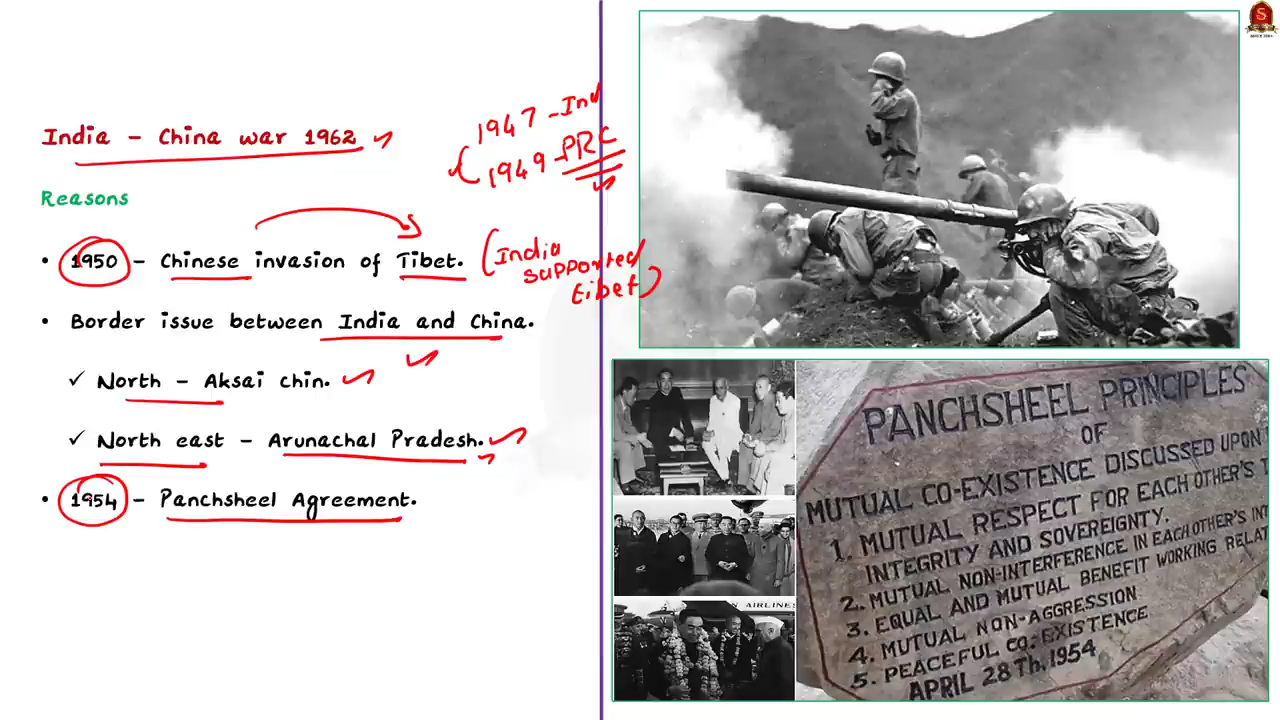 India - China war 1962
1947 - Ind
1949 - PRC
Reasons
• 1950 - Chinese invasion of Tibet.
(India
supported
tibet)
• Border issue between India and China.
✓ North - Aksai chin.
✓ North east - Arunachal Pradesh.
• 1954 - Panchsheel Agreement.
S
SINCE 2004
AIRLINES
PANCHSHEEL PRINCIPLES
OF
MUTUAL CO-EXISTENCE DISCUSSED UPON
1. MUTUAL RESPECT FOR EACH OTHER'S T
INTEGRITY AND SOVEREIGNTY.
2. MUTUAL NON-INTERFERENCE IN EACH OTHER'S INT
3. EQUAL AND MUTUAL BENEFIT WORKING RELAT
4. MUTUAL NON-AGGRESSION
5. PEACEFUL CO-EXISTENCE
APRIL 28TH, 1954